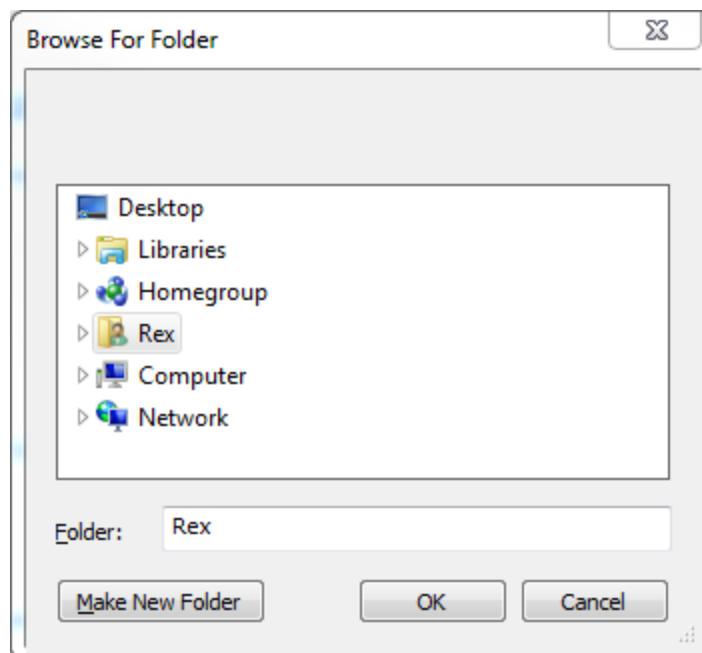 Browse For Folder
Desktop
Libraries
Homegroup
Rex
Computer
Network
Folder: Rex
Make New Folder OK Cancel